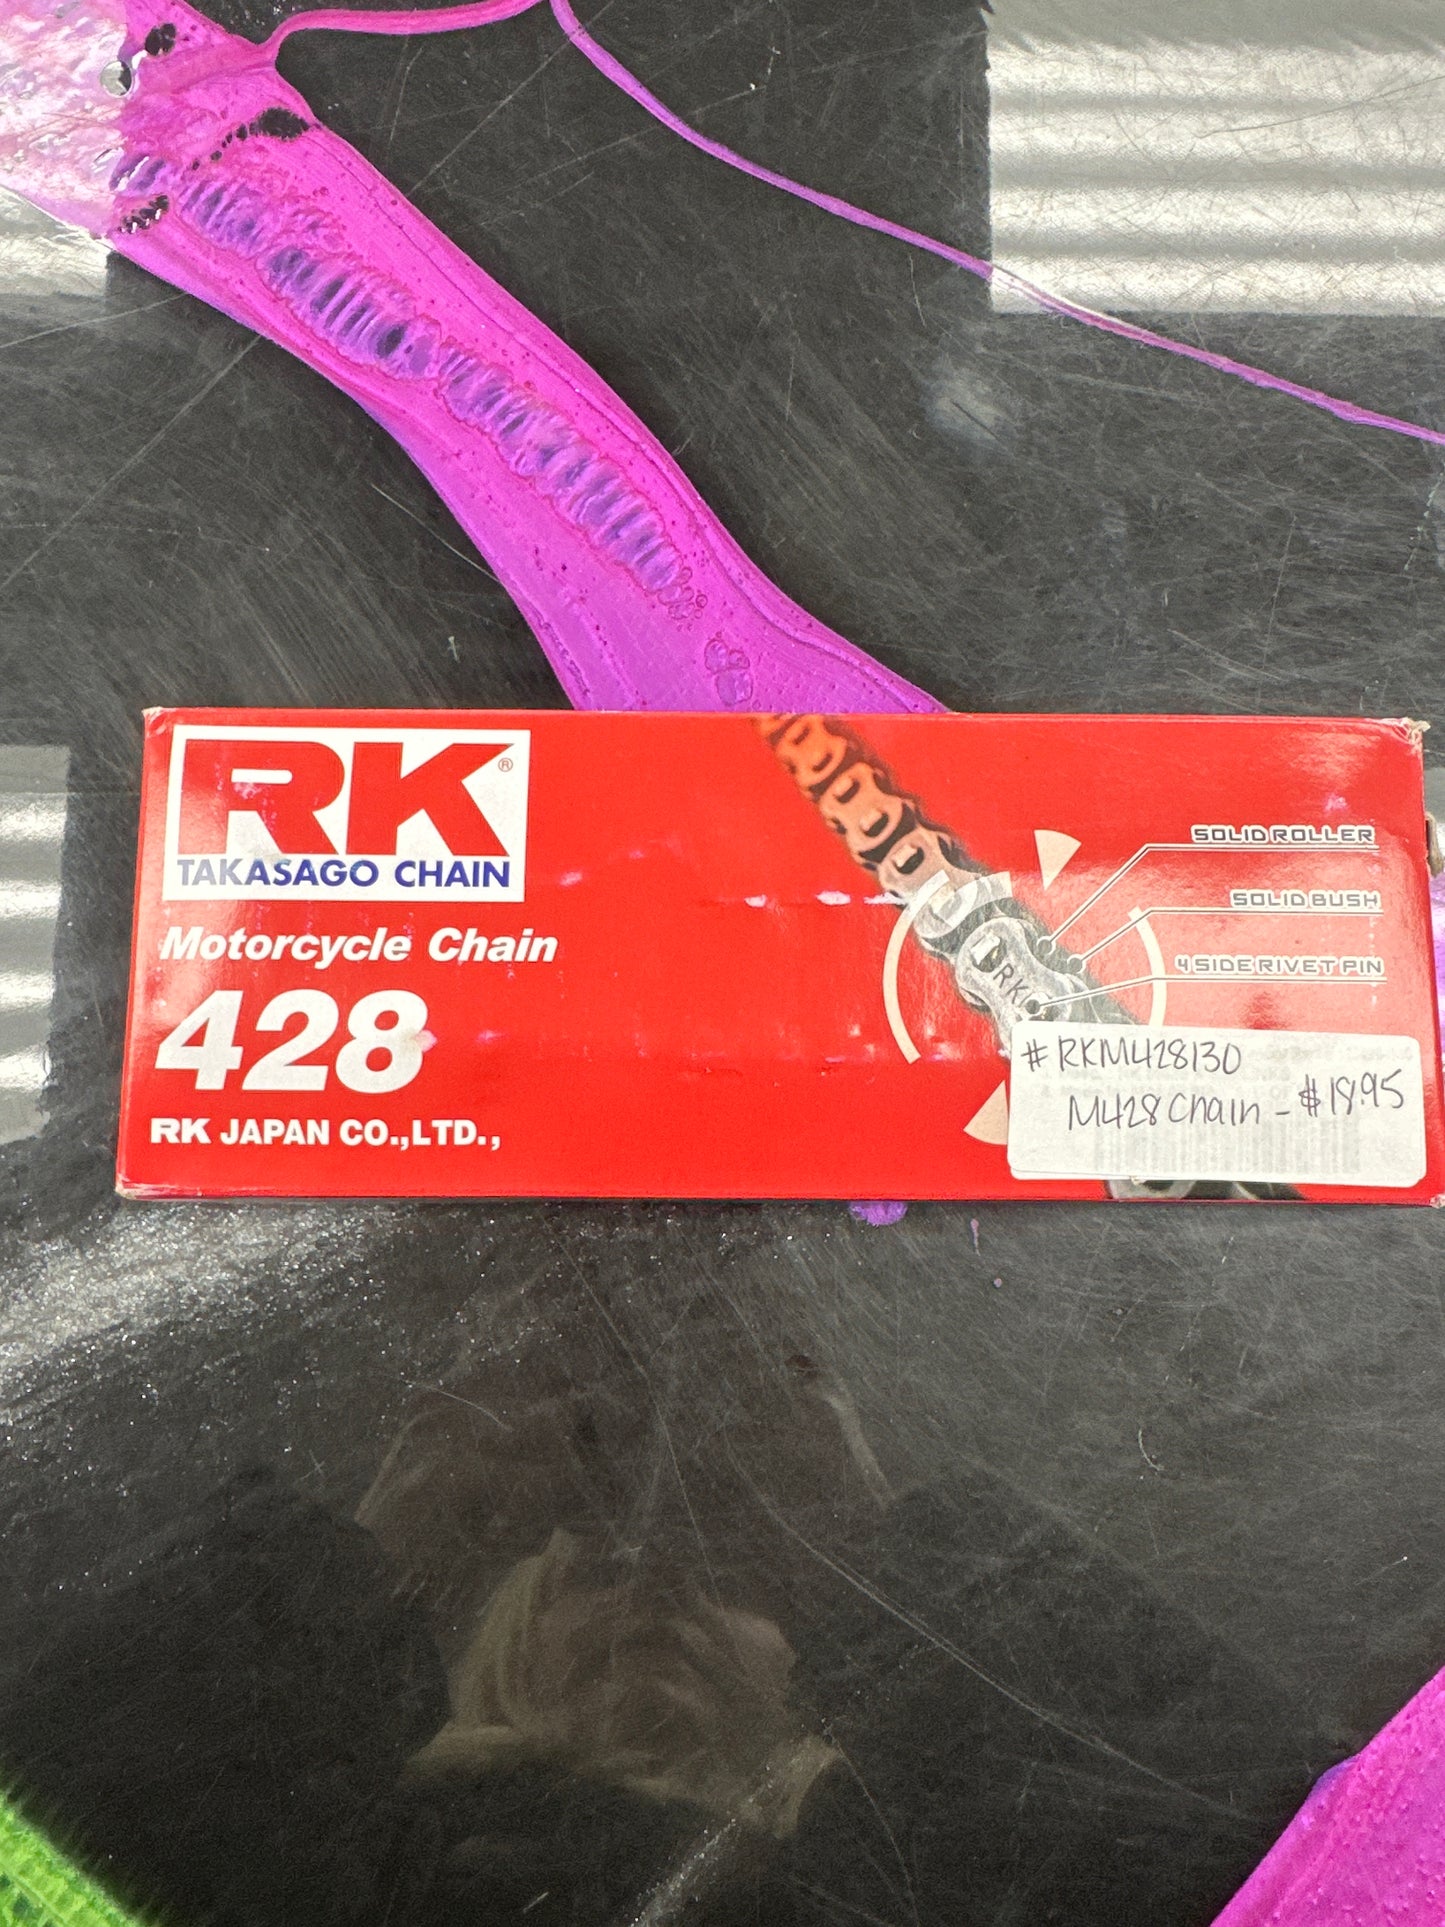 RK®
TAKASAGO CHAIN
Motorcycle Chain
428
RK JAPAN CO.,LTD.,
SOLID ROLLER
SOLID BUSH
4 SIDE RIVET PIN
RK
# RKM428130
M428 Chain - $18.95